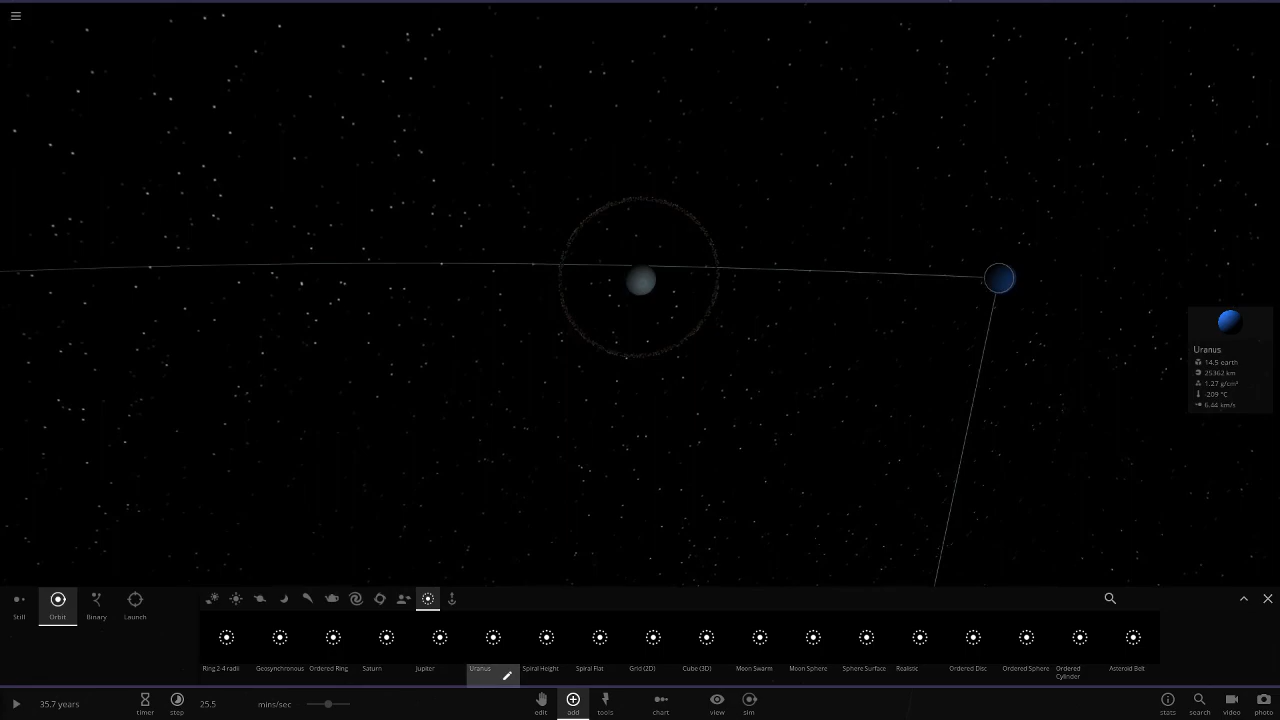 Uranus
14.5 earth
25362 km
1.27 g/cm³
-209 °C
6.44 km/s
Still
Orbit
Binary
Launch
Ring 2-4 radii
Geosynchronous
Ordered Ring
Saturn
Jupiter
Uranus
Spiral Height
Spiral Flat
Grid (2D)
Cube (3D)
Moon Swarm
Moon Sphere
Sphere Surface
Realistic
Ordered Disc
Ordered Sphere
Ordered
Cylinder
Asteroid Belt
35.7 years
timer
step
25.5
mins/sec
edit
add
tools
chart
view
sim
stats
search
video
photo